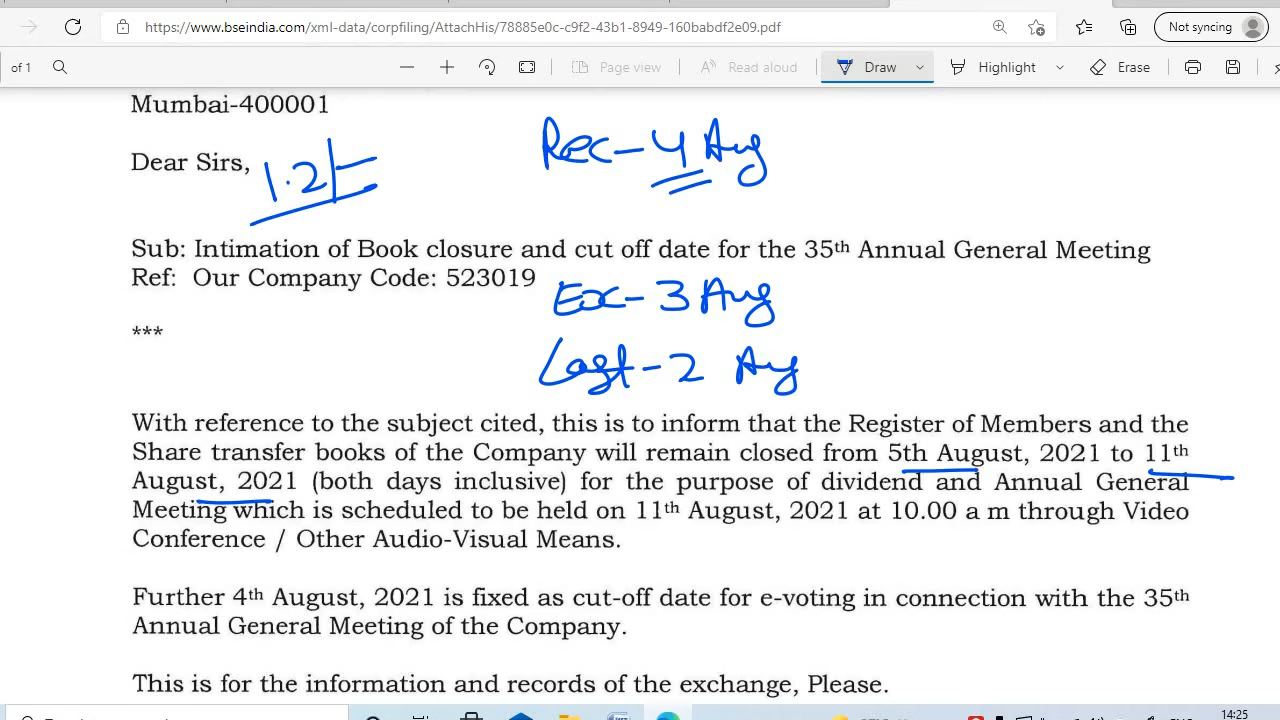 https://www.bseindia.com/xml-data/corpfiling/AttachHis/78885e0c-c9f2-43b1-8949-160babdf2e09.pdf
Not syncing
of 1
Page view
Read aloud
Draw
Highlight
Erase
Mumbai-400001
Rec-4 Aug
Dear Sirs,
1.2/=
Sub: Intimation of Book closure and cut off date for the 35th Annual General Meeting
Ref: Our Company Code: 523019
Ex-3 Aug
***
Last-2 Aug
With reference to the subject cited, this is to inform that the Register of Members and the
Share transfer books of the Company will remain closed from 5th August, 2021 to 11th
August, 2021 (both days inclusive) for the purpose of dividend and Annual General
Meeting which is scheduled to be held on 11th August, 2021 at 10.00 a m through Video
Conference / Other Audio-Visual Means.
Further 4th August, 2021 is fixed as cut-off date for e-voting in connection with the 35th
Annual General Meeting of the Company.
This is for the information and records of the exchange, Please.
14:25